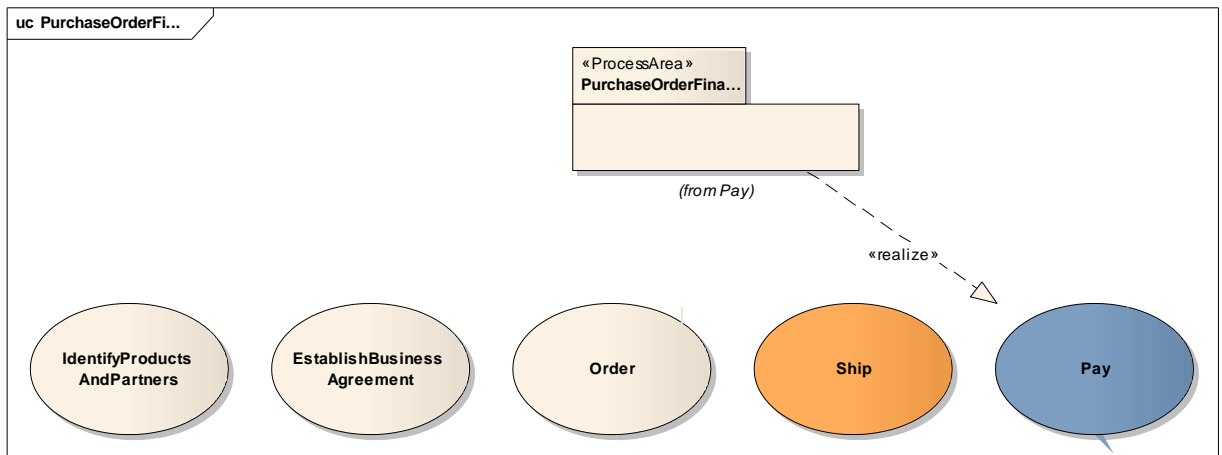 uc PurchaseOrderFi...
«ProcessArea»
PurchaseOrderFina...
(from Pay)
«realize»
IdentifyProducts
AndPartners
EstablishBusiness
Agreement
Order
Ship
Pay